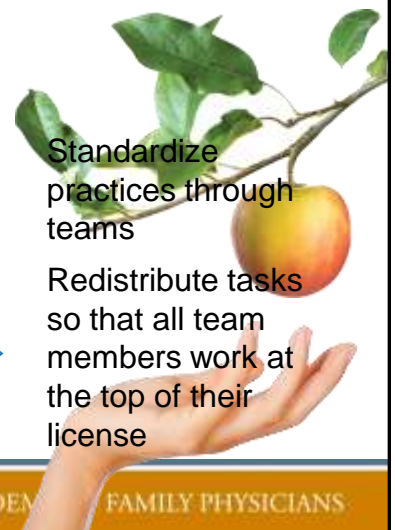 Standardize
practices through
teams
Redistribute tasks
so that all team
members work at
the top of their
license
FAMILY PHYSICIANS